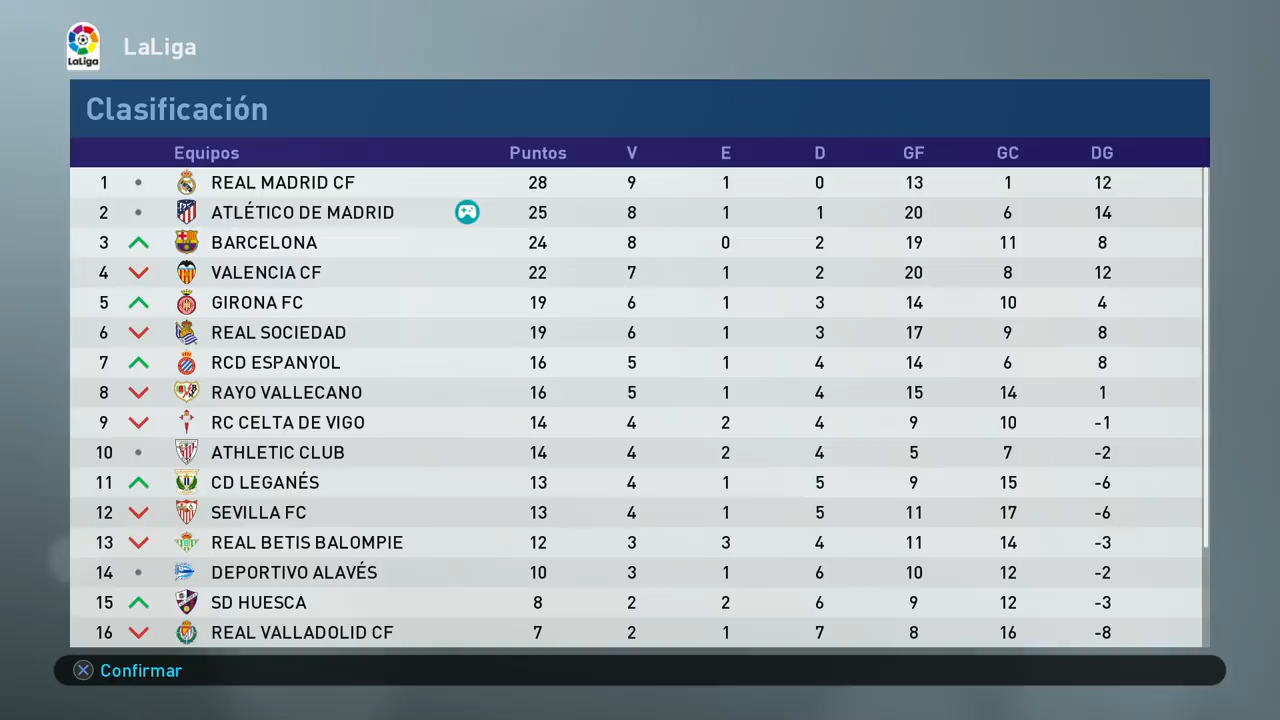 LaLiga
LaLiga
Clasificación
Equipos Puntos V E D GF GC DG
1 REAL MADRID CF 28 9 1 0 13 1 12
2 ATLÉTICO DE MADRID 25 8 1 1 20 6 14
3 BARCELONA 24 8 0 2 19 11 8
4 VALENCIA CF 22 7 1 2 20 8 12
5 GIRONA FC 19 6 1 3 14 10 4
6 REAL SOCIEDAD 19 6 1 3 17 9 8
7 RCD ESPANYOL 16 5 1 4 14 6 8
8 RAYO VALLECANO 16 5 1 4 15 14 1
9 RC CELTA DE VIGO 14 4 2 4 9 10 -1
10 ATHLETIC CLUB 14 4 2 4 5 7 -2
11 CD LEGANÉS 13 4 1 5 9 15 -6
12 SEVILLA FC 13 4 1 5 11 17 -6
13 REAL BETIS BALOMPIE 12 3 3 4 11 14 -3
14 DEPORTIVO ALAVÉS 10 3 1 6 10 12 -2
15 SD HUESCA 8 2 2 6 9 12 -3
16 REAL VALLADOLID CF 7 2 1 7 8 16 -8
Confirmar